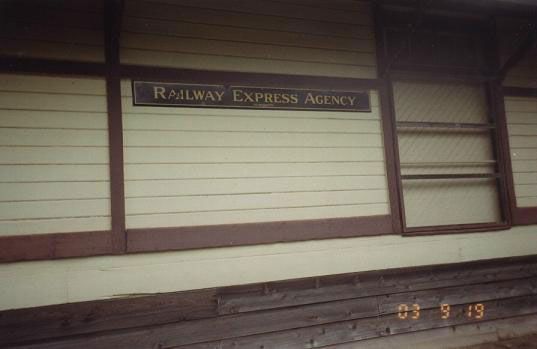 RAILWAY EXPRESS AGENCY
03 9 19